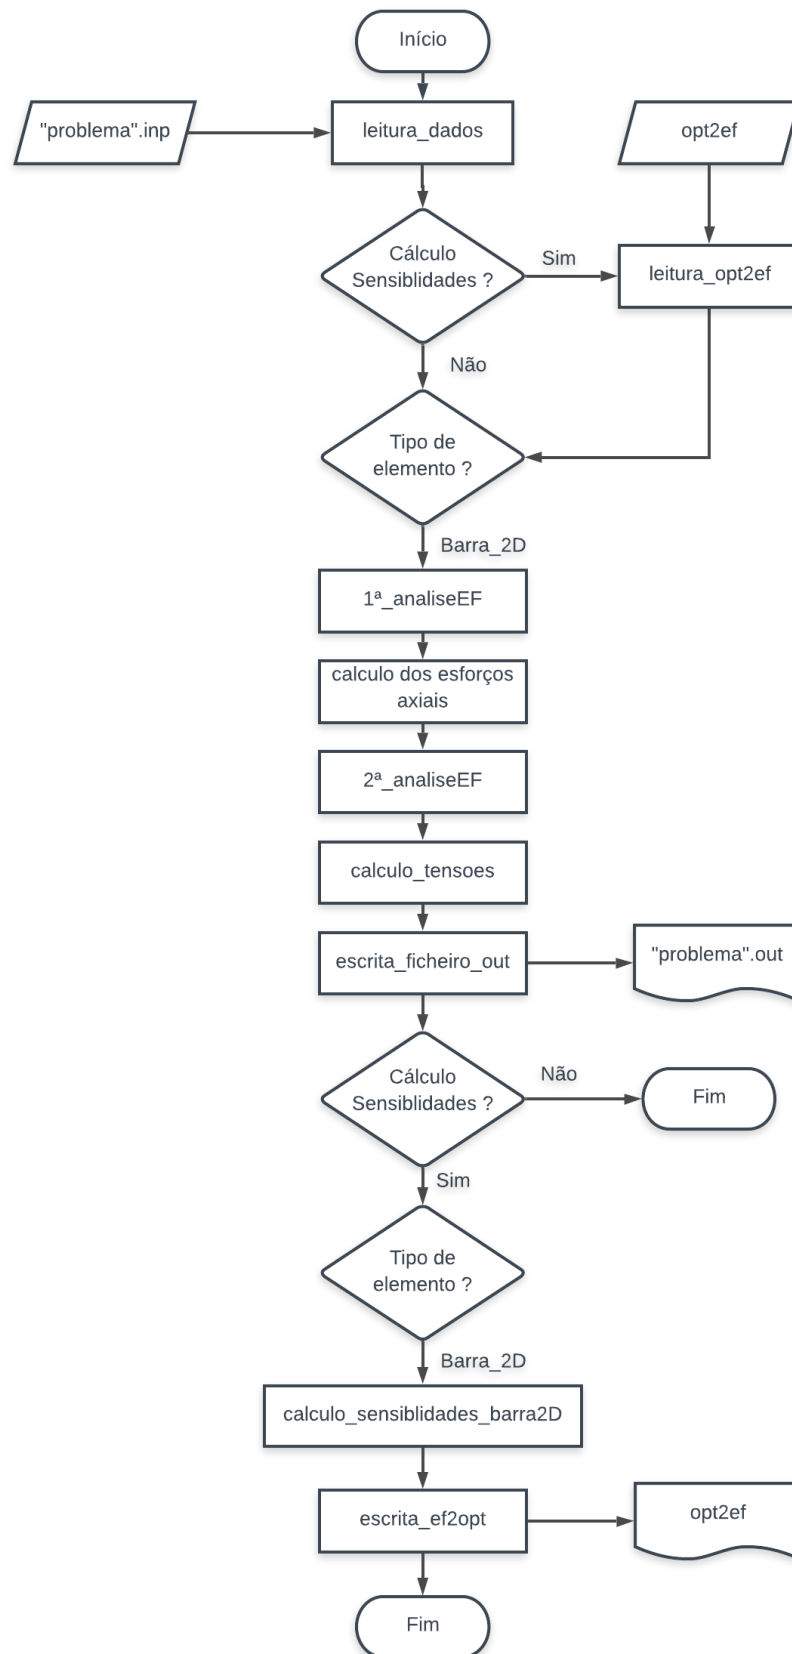 Início
"problema".inp
leitura_dados
opt2ef
Cálculo
Sensiblidades ?
Sim
leitura_opt2ef
Não
Tipo de
elemento ?
Barra_2D
1ª_analiseEF
calculo dos esforços
axiais
2ª_analiseEF
calculo_tensoes
escrita_ficheiro_out
"problema".out
Cálculo
Sensiblidades ?
Não
Fim
Sim
Tipo de
elemento ?
Barra_2D
calculo_sensiblidades_barra2D
escrita_ef2opt
opt2ef
Fim